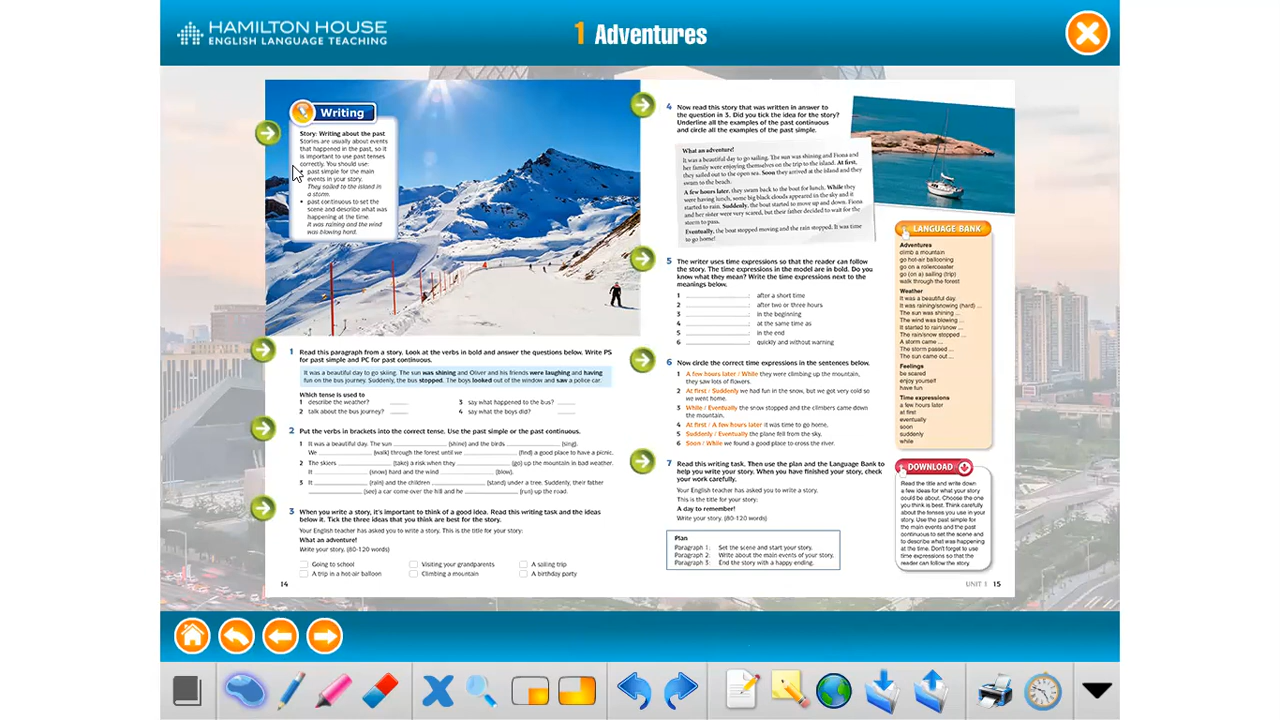 HAMILTON HOUSE
ENGLISH LANGUAGE TEACHING
1 Adventures
Writing
Story: Writing about the past
Stories are usually about events
that happened in the past, so it
is important to use past tenses
correctly. You should use:
• past simple for the main
events in your story.
They sailed to the island in
a storm.
• past continuous to set the
scene and describe what was
happening at the time.
It was raining and the wind
was blowing hard.
1 Read this paragraph from a story. Look at the verbs in bold and answer the questions below. Write PS
for past simple and PC for past continuous.
It was a beautiful day to go skiing. The sun was shining and Oliver and his friends were laughing and having
fun on the bus journey. Suddenly, the bus stopped. The boys looked out of the window and saw a police car.
Which tense is used to
1 describe the weather? ____ 3 say what happened to the bus? ____
2 talk about the bus journey? ____ 4 say what the boys did? ____
2 Put the verbs in brackets into the correct tense. Use the past simple or the past continuous.
1 It was a beautiful day. The sun ____ (shine) and the birds ____ (sing).
We ____ (walk) through the forest until we ____ (find) a good place to have a picnic.
2 The skiers ____ (take) a risk when they ____ (go) up the mountain in bad weather.
It ____ (snow) hard and the wind ____ (blow).
3 It ____ (rain) and the children ____ (stand) under a tree. Suddenly, their father
____ (see) a car come over the hill and he ____ (run) up the road.
3 When you write a story, it's important to think of a good idea. Read this writing task and the ideas
below it. Tick the three ideas that you think are best for the story.
Your English teacher has asked you to write a story. This is the title for your story:
What an adventure!
Write your story. (80-120 words)
Going to school Visiting your grandparents A sailing trip
A trip in a hot-air balloon Climbing a mountain A birthday party
14
4 Now read this story that was written in answer to
the question in 3. Did you tick the idea for the story?
Underline all the examples of the past continuous
and circle all the examples of the past simple.
What an adventure!
It was a beautiful day to go sailing. The sun was shining and Fiona and
her family were enjoying themselves on the trip to the island. At first,
they sailed out to the open sea. Soon they arrived at the island and they
swam to the beach.
A few hours later, they swam back to the boat for lunch. While they
were having lunch, some big black clouds appeared in the sky and it
started to rain. Suddenly, the boat started to move up and down. Fiona
and her sister were very scared, but their father decided to wait for the
storm to pass.
Eventually, the boat stopped moving and the rain stopped. It was time
to go home!
5 The writer uses time expressions so that the reader can follow
the story. The time expressions in the model are in bold. Do you
know what they mean? Write the time expressions next to the
meanings below.
1 ____: after a short time
2 ____: after two or three hours
3 ____: in the beginning
4 ____: at the same time as
5 ____: in the end
6 ____: quickly and without warning
6 Now circle the correct time expressions in the sentences below.
1 A few hours later / While they were climbing up the mountain,
they saw lots of flowers.
2 At first / Suddenly we had fun in the snow, but we got very cold so
we went home.
3 While / Eventually the snow stopped and the climbers came down
the mountain.
4 At first / A few hours later it was time to go home.
5 Suddenly / Eventually the plane fell from the sky.
6 Soon / While we found a good place to cross the river.
7 Read this writing task. Then use the plan and the Language Bank to
help you write your story. When you have finished your story, check
your work carefully.
Your English teacher has asked you to write a story.
This is the title for your story:
A day to remember!
Write your story. (80-120 words)
Plan
Paragraph 1: Set the scene and start your story.
Paragraph 2: Write about the main events of your story.
Paragraph 3: End the story with a happy ending.
LANGUAGE BANK
Adventures
climb a mountain
go hot-air ballooning
go on a rollercoaster
go (on a) sailing (trip)
walk through the forest
Weather
It was a beautiful day.
It was raining/snowing (hard) ...
The sun was shining ...
The wind was blowing ...
It started to rain/snow ...
The rain/snow stopped ...
A storm came ...
The storm passed ...
The sun came out ...
Feelings
be scared
enjoy yourself
have fun
Time expressions
a few hours later
at first
eventually
soon
suddenly
while
DOWNLOAD
Read the title and write down
a few ideas for what your story
could be about. Choose the one
you think is best. Think carefully
about the tenses you use in your
story. Use the past simple for
the main events and the past
continuous to set the scene and
to describe what was happening
at the time. Don't forget to use
time expressions so that the
reader can follow the story.
UNIT 1 15